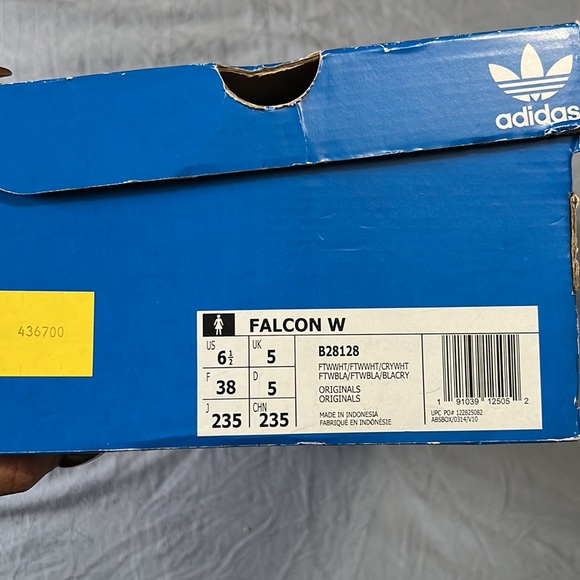 adidas
436700
FALCON W
US 6½ UK 5
F 38 D 5
J 235 CHN 235
B28128
FTWWHT/FTWWHT/CRYWHT
FTWBLA/FTWBLA/BLACRY
ORIGINALS
ORIGINALS
MADE IN INDONESIA
FABRIQUÉ EN INDONÉSIE
1 91039 12505 2
UPC PO# 122825082
ABSBOX/0314/V10